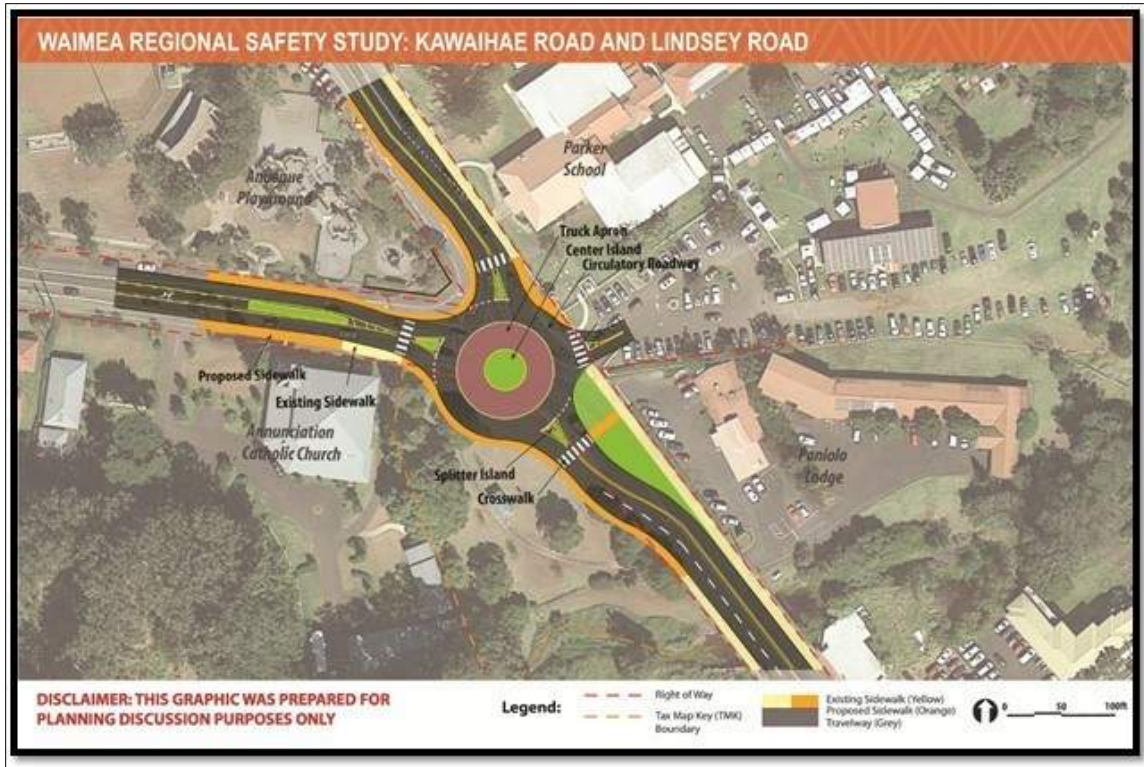 WAIMEA REGIONAL SAFETY STUDY: KAWAIHAE ROAD AND LINDSEY ROAD
Parker
School
Anuenue
Playground
Truck Apron
Center Island
Circulatory Roadway
Proposed Sidewalk
Existing Sidewalk
Annunciation
Catholic Church
Splitter Island
Crosswalk
Paniolo
Lodge
DISCLAIMER: THIS GRAPHIC WAS PREPARED FOR
PLANNING DISCUSSION PURPOSES ONLY
Legend:
Right of Way
Tax Map Key (TMK)
Boundary
Existing Sidewalk (Yellow)
Proposed Sidewalk (Orange)
Travelway (Grey)
0 50 100ft